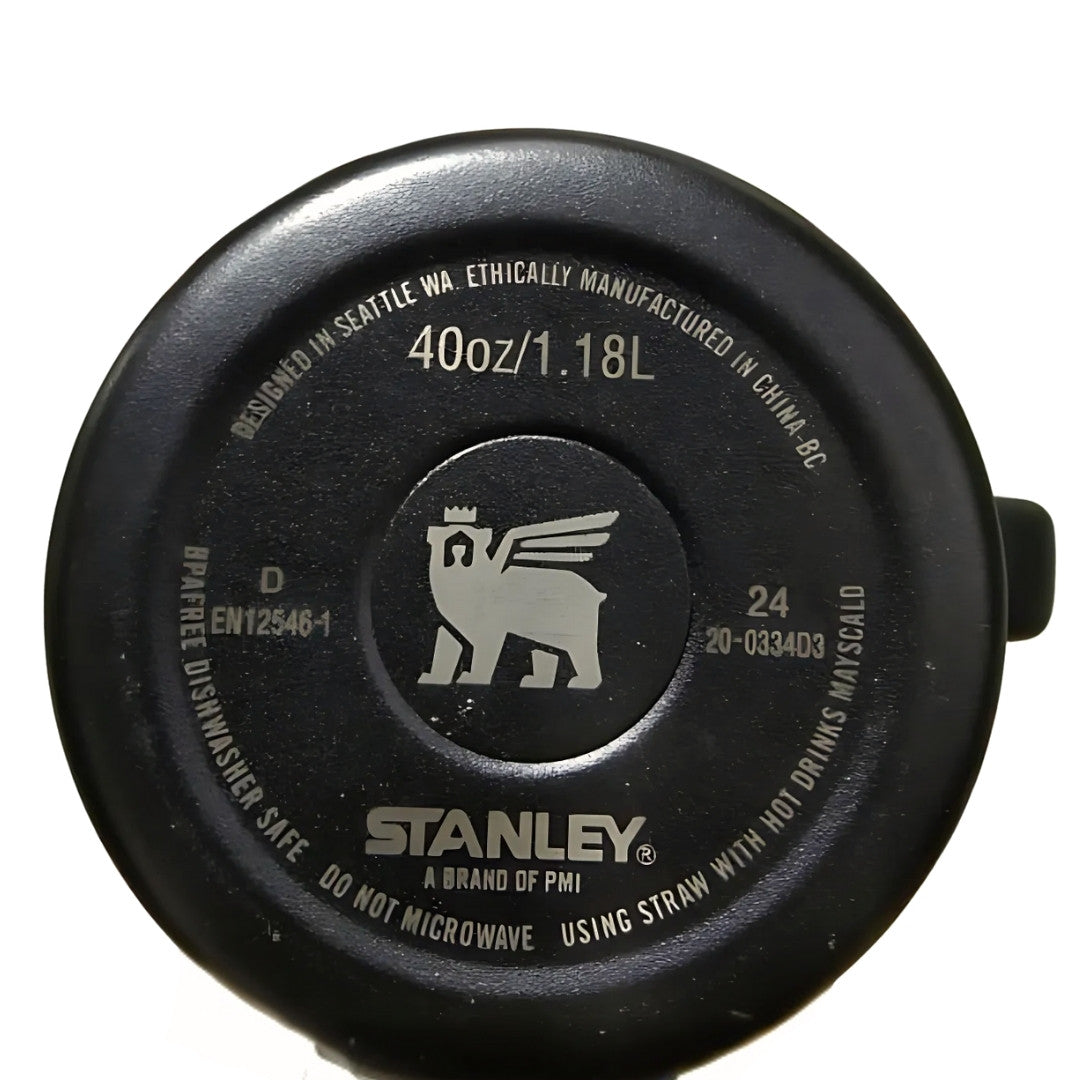 DESIGNED IN SEATTLE WA. ETHICALLY MANUFACTURED IN CHINA-BC
40oz/1.18L
D
EN12546-1
24
20-0334D3
STANLEY®
A BRAND OF PMI
BPAFREE DISHWASHER SAFE DO NOT MICROWAVE USING STRAW WITH HOT DRINKS MAYSCALD